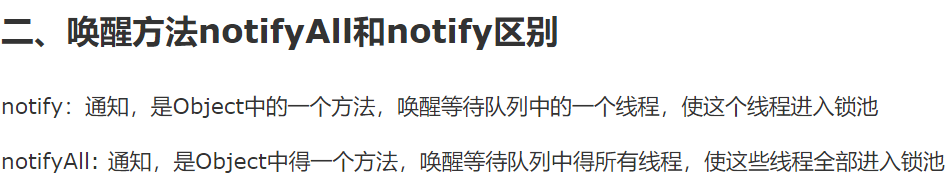 二、唤醒方法notifyAll和notify区别
notify：通知，是Object中的一个方法，唤醒等待队列中的一个线程，使这个线程进入锁池
notifyAll：通知，是Object中得一个方法，唤醒等待队列中得所有线程，使这些线程全部进入锁池